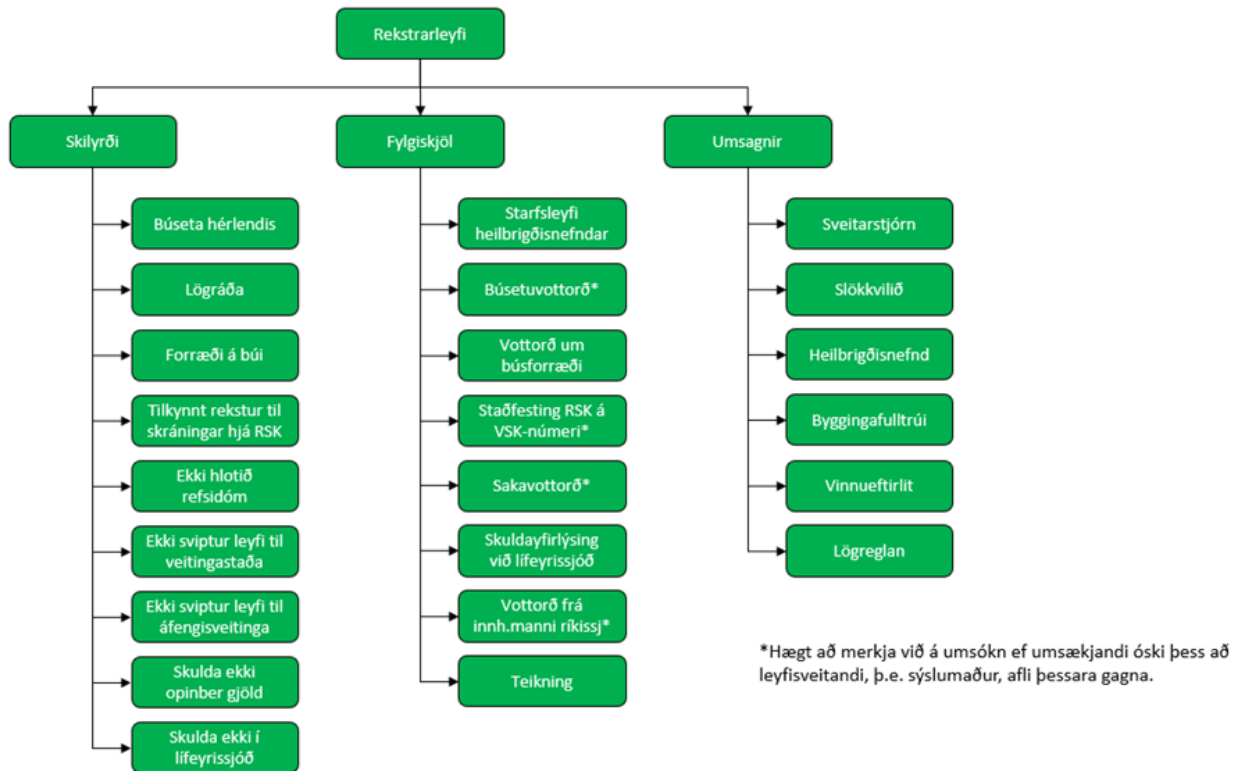 Rekstrarleyfi
Skilyrði
Fylgiskjöl
Umsagnir
Búseta hérlendis
Lögráða
Forræði á búi
Tilkynnt rekstur til
skráningar hjá RSK
Ekki hlotið
refsidóm
Ekki sviptur leyfi til
veitingastaða
Ekki sviptur leyfi til
áfengisveitinga
Skulda ekki
opinber gjöld
Skulda ekki í
lífeyrissjóð
Starfsleyfi
heilbrigðisnefndar
Búsetuvottorð*
Vottorð um
búsforræði
Staðfesting RSK á
VSK-númeri*
Sakavottorð*
Skuldayfirlýsing
við lífeyrissjóð
Vottorð frá
innh.manni ríkissj*
Teikning
Sveitarstjórn
Slökkvilið
Heilbrigðisnefnd
Byggingafulltrúi
Vinnueftirlit
Lögreglan
*Hægt að merkja við á umsókn ef umsækjandi óski þess að
leyfisveitandi, þ.e. sýslumaður, afli þessara gagna.